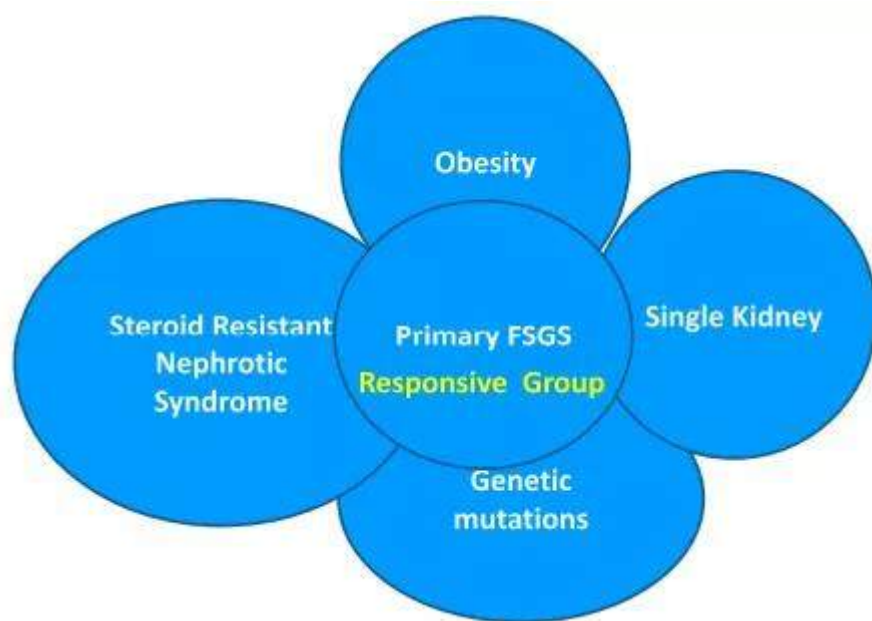 Obesity
Single Kidney
Steroid Resistant
Nephrotic
Syndrome
Primary FSGS
Responsive Group
Genetic
mutations